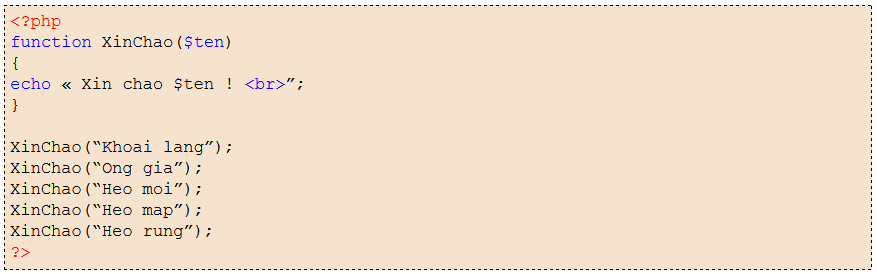 <?php
function XinChao($ten)
{
echo « Xin chao $ten ! <br>”;
}
XinChao(“Khoai lang”);
XinChao(“Ong gia”);
XinChao(“Heo moi”);
XinChao(“Heo map”);
XinChao(“Heo rung”);
?>